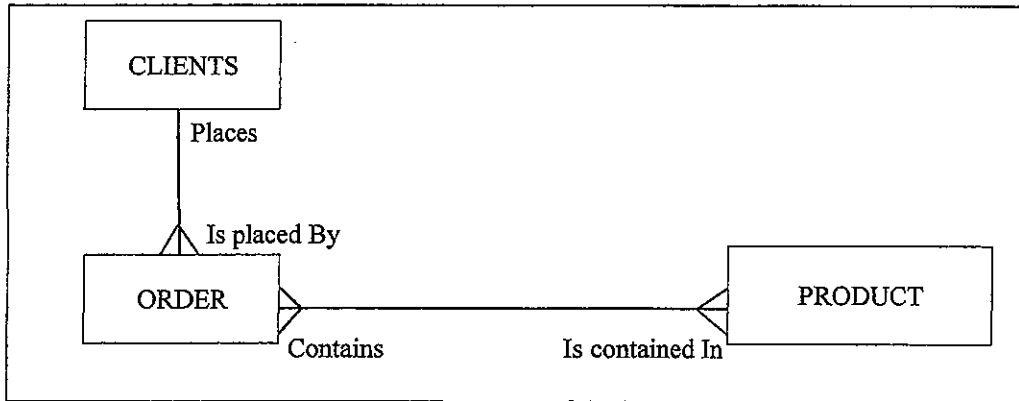 CLIENTS
Places
Is placed By
ORDER
PRODUCT
Contains
Is contained In